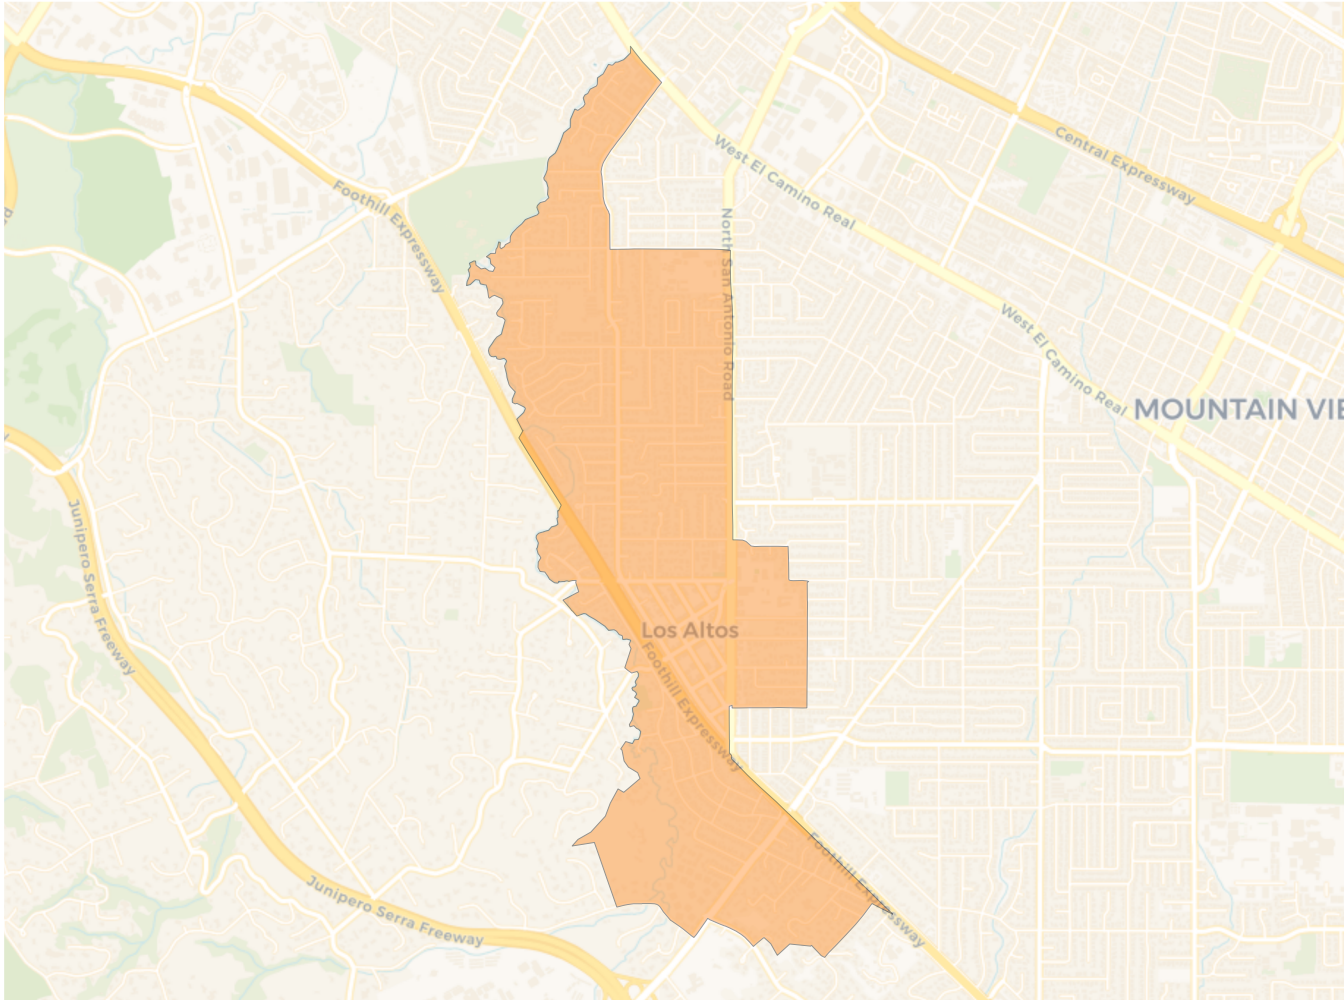 Central Expressway
West El Camino Real
Foothill Expressway
North San Antonio Road
West El Camino Real
MOUNTAIN VIE
Junipero Serra Freeway
Los Altos
Foothill Expressway
Foothill Expressway
Junipero Serra Freeway